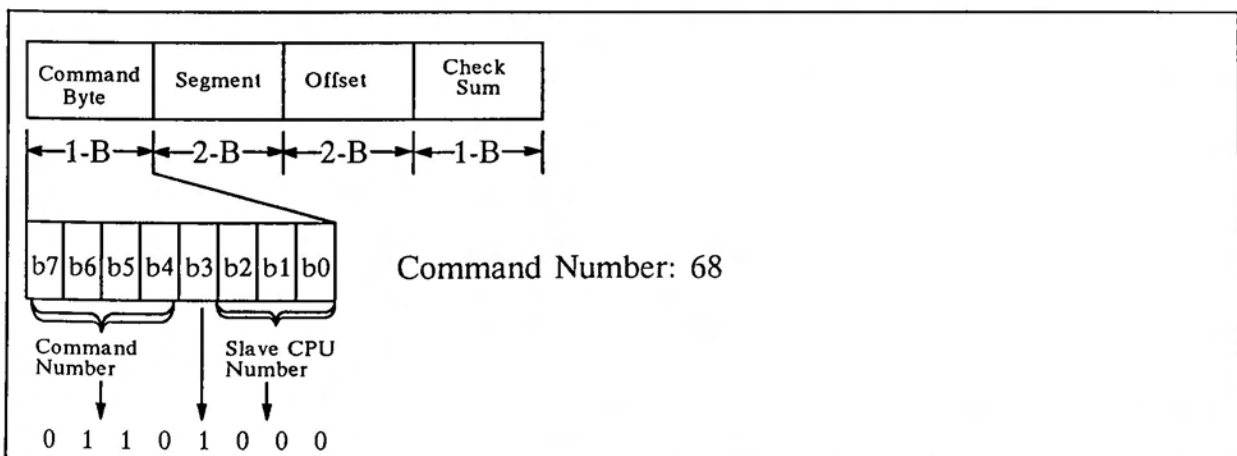 Command Byte Segment Offset Check Sum
1-B 2-B 2-B 1-B
b7 b6 b5 b4 b3 b2 b1 b0 Command Number: 68
Command Number Slave CPU Number
0 1 1 0 1 0 0 0